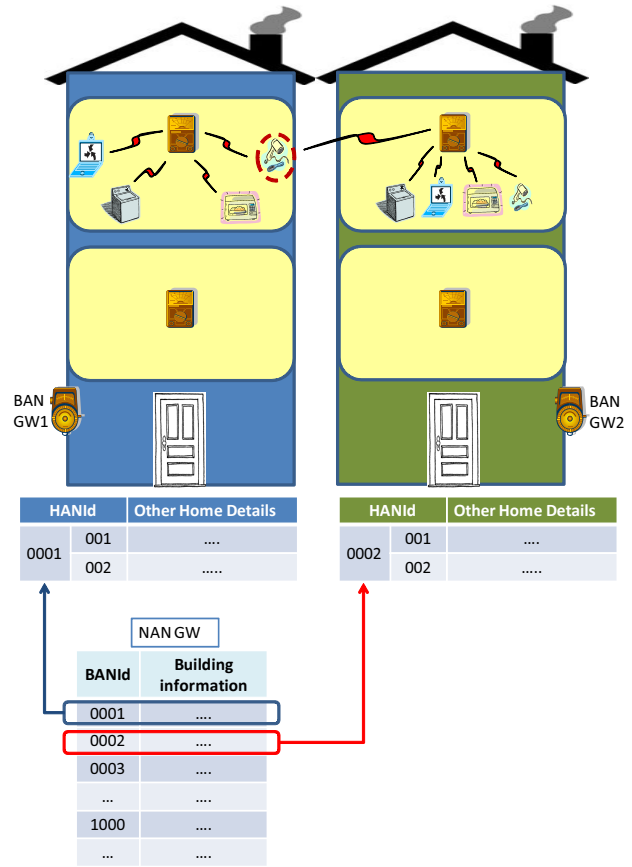 BAN
GW1
BAN
GW2
HANId Other Home Details
0001 001 ....
002 .....
HANId Other Home Details
0002 001 ....
002 .....
NAN GW
BANId Building information
0001 ....
0002 ....
0003 ....
... ....
1000 ....
... ....